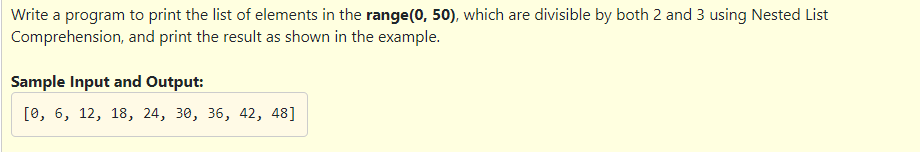 Write a program to print the list of elements in the range(0, 50), which are divisible by both 2 and 3 using Nested List
Comprehension, and print the result as shown in the example.
Sample Input and Output:
[0, 6, 12, 18, 24, 30, 36, 42, 48]